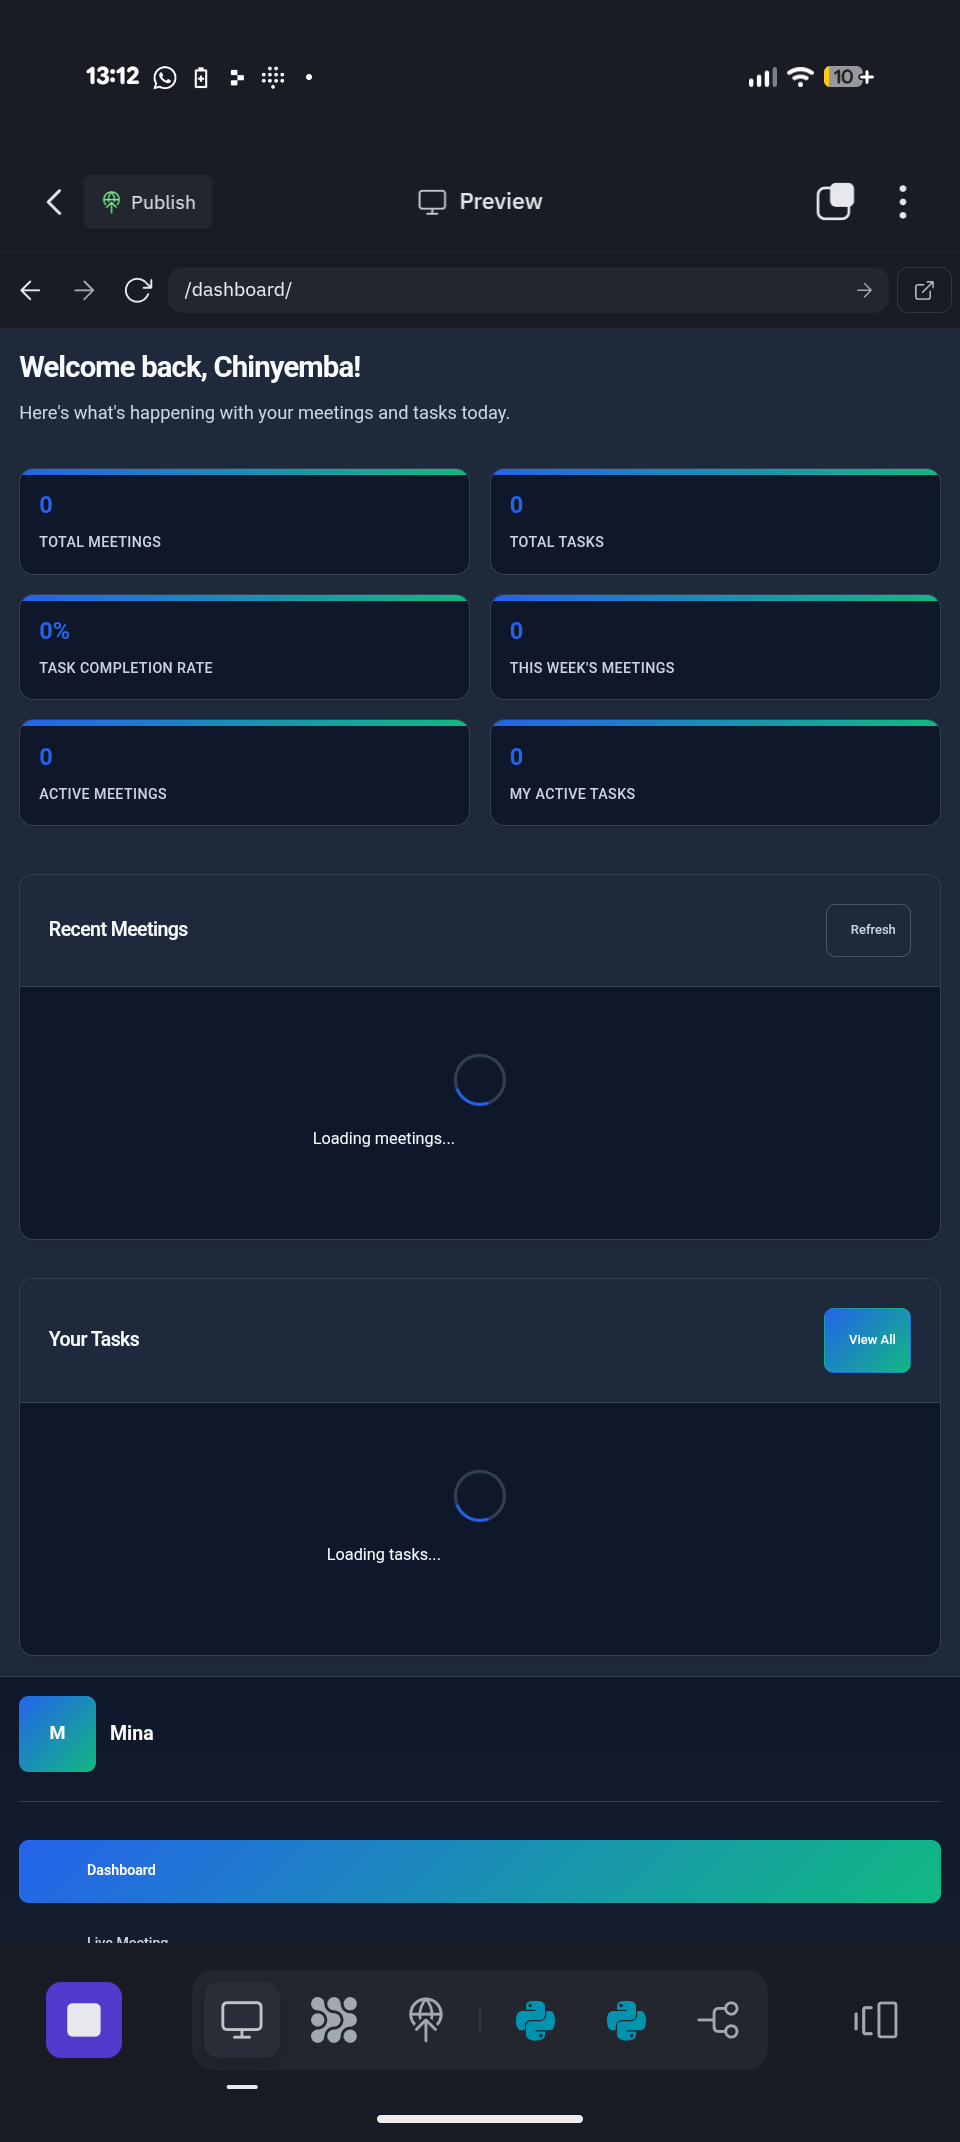 13:12
10
Publish
Preview
/dashboard/
Welcome back, Chinyemba!
Here's what's happening with your meetings and tasks today.
0
TOTAL MEETINGS
0
TOTAL TASKS
0%
TASK COMPLETION RATE
0
THIS WEEK'S MEETINGS
0
ACTIVE MEETINGS
0
MY ACTIVE TASKS
Recent Meetings
Refresh
Loading meetings...
Your Tasks
View All
Loading tasks...
M
Mina
Dashboard
Live Meeting